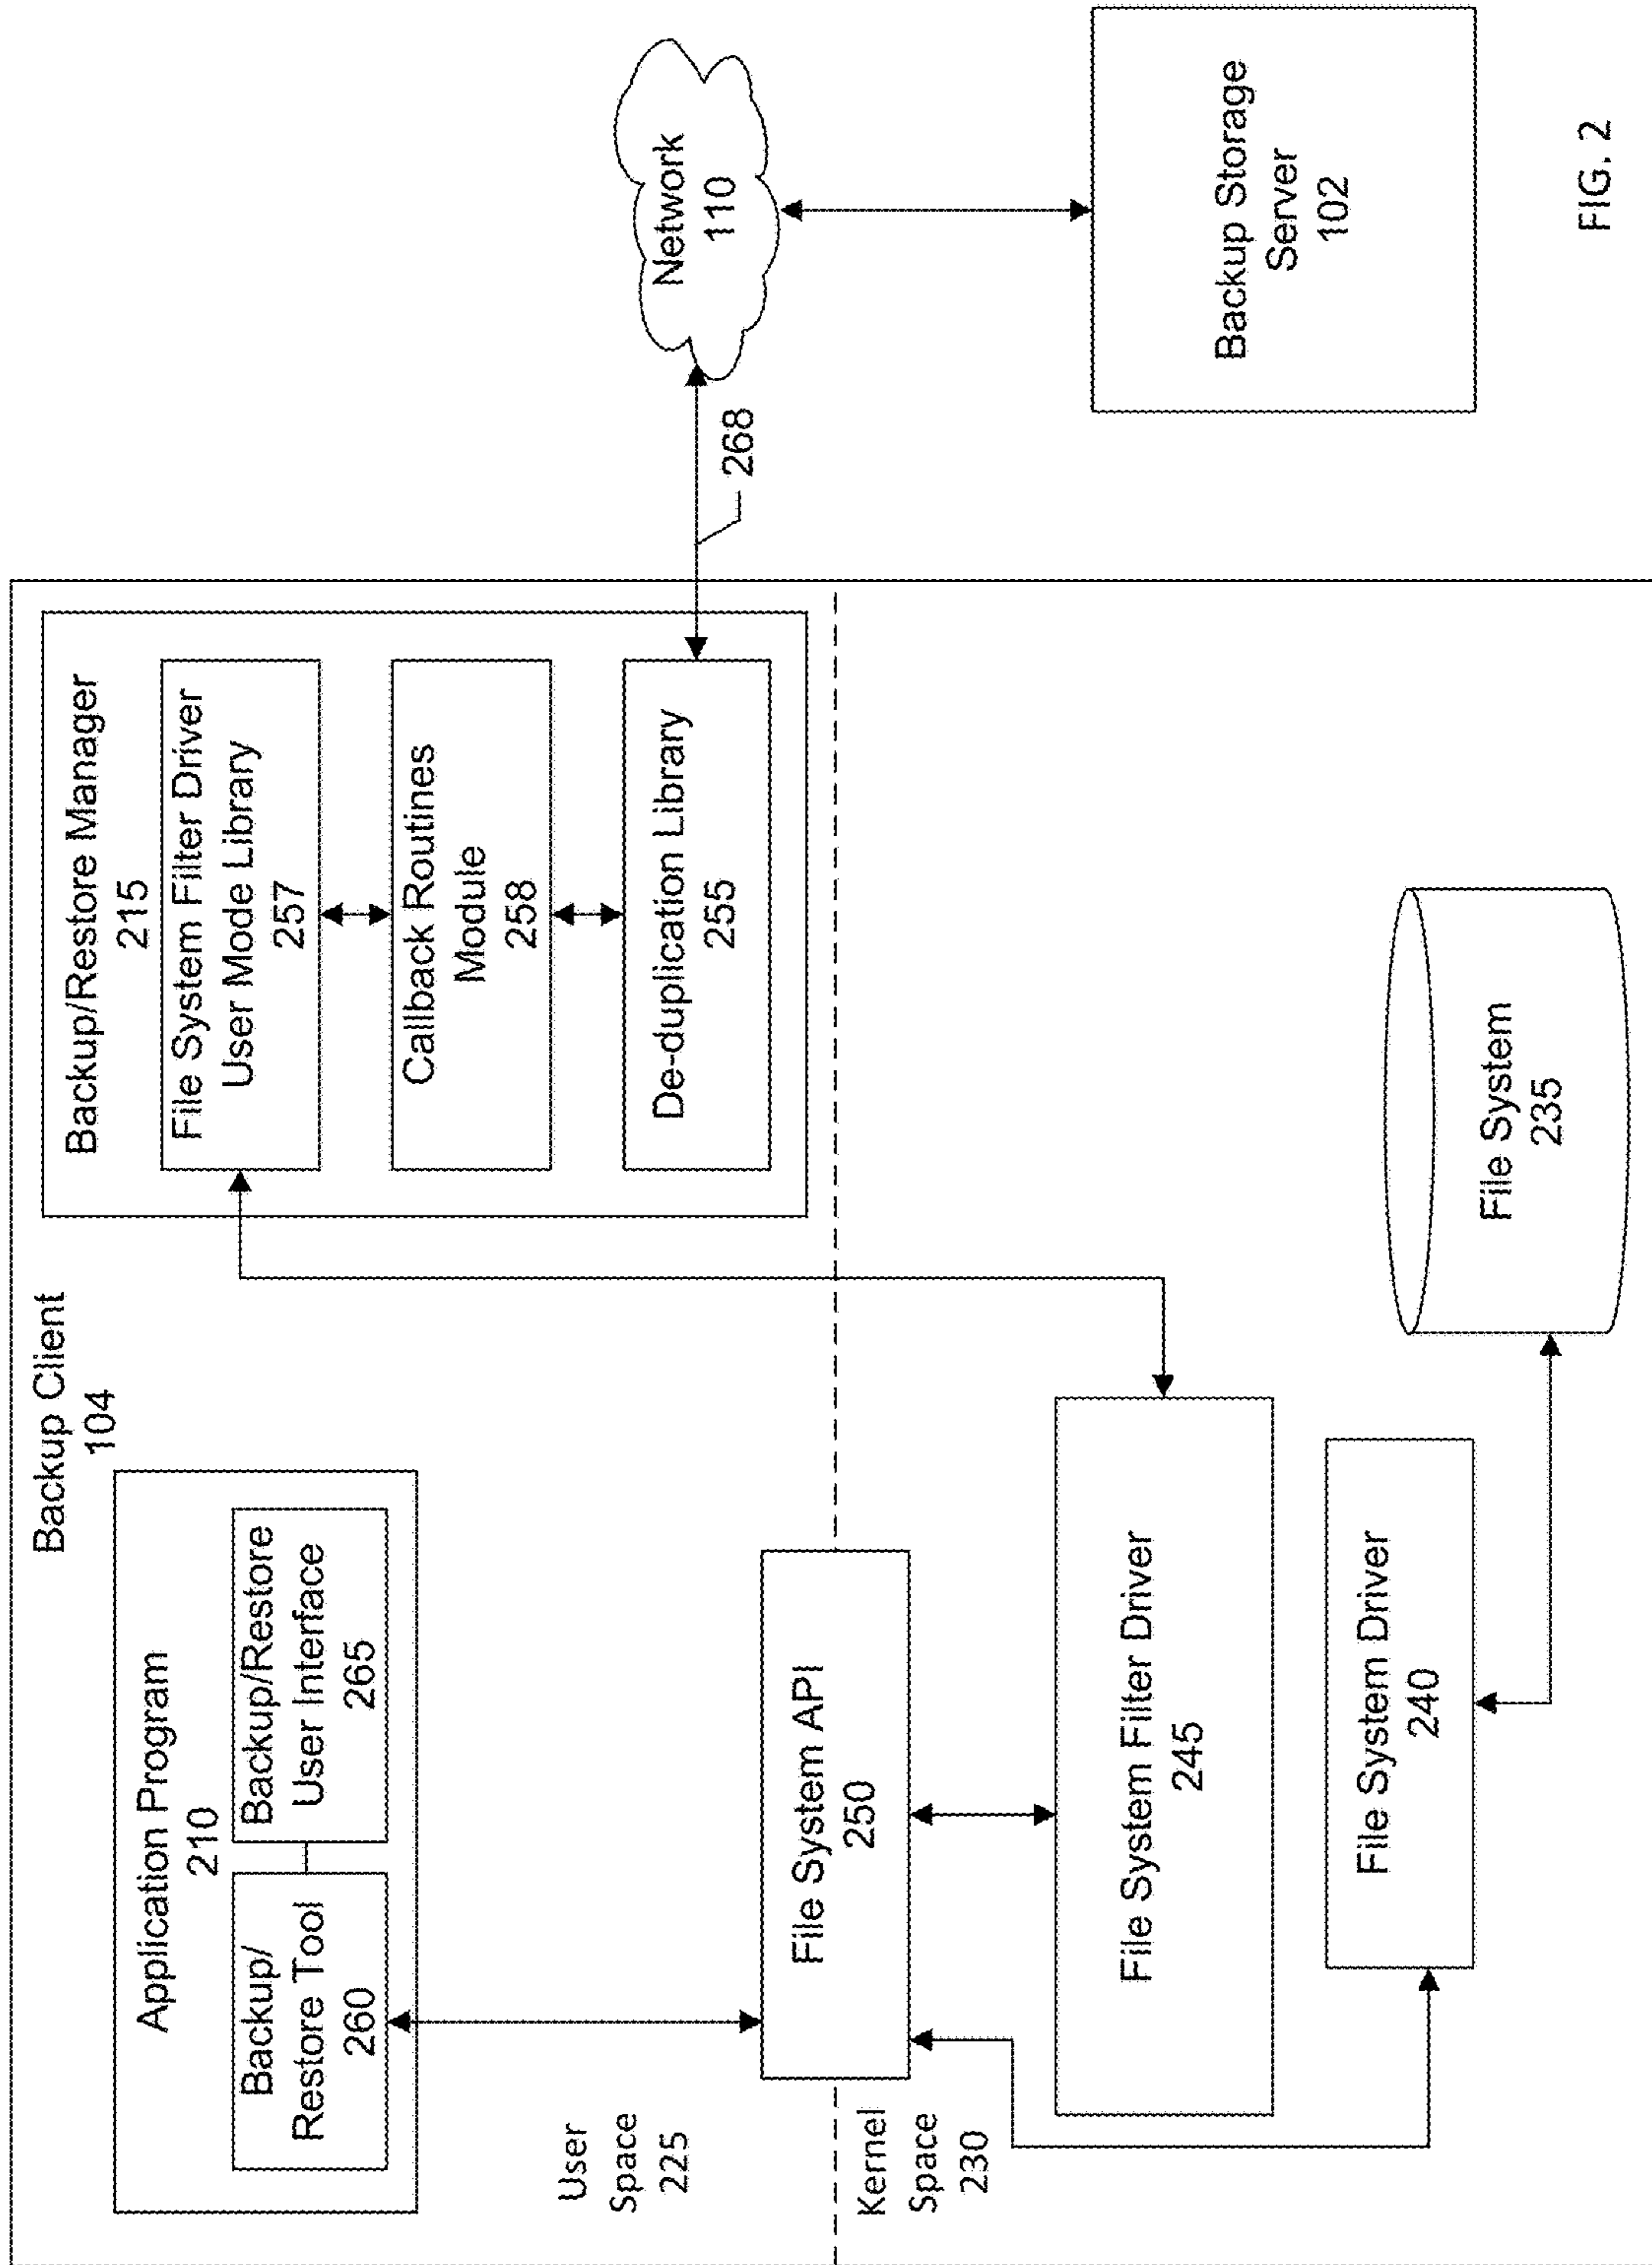 Backup Client
104
Application Program
210
Backup/
Restore Tool
260
Backup/Restore
User Interface
265
Backup/Restore Manager
215
File System Filter Driver
User Mode Library
257
Callback Routines
Module
258
De-duplication Library
255
268
Network
110
Backup Storage
Server
102
User
Space
225
Kernel
Space
230
File System API
250
File System Filter Driver
245
File System Driver
240
File System
235
FIG. 2